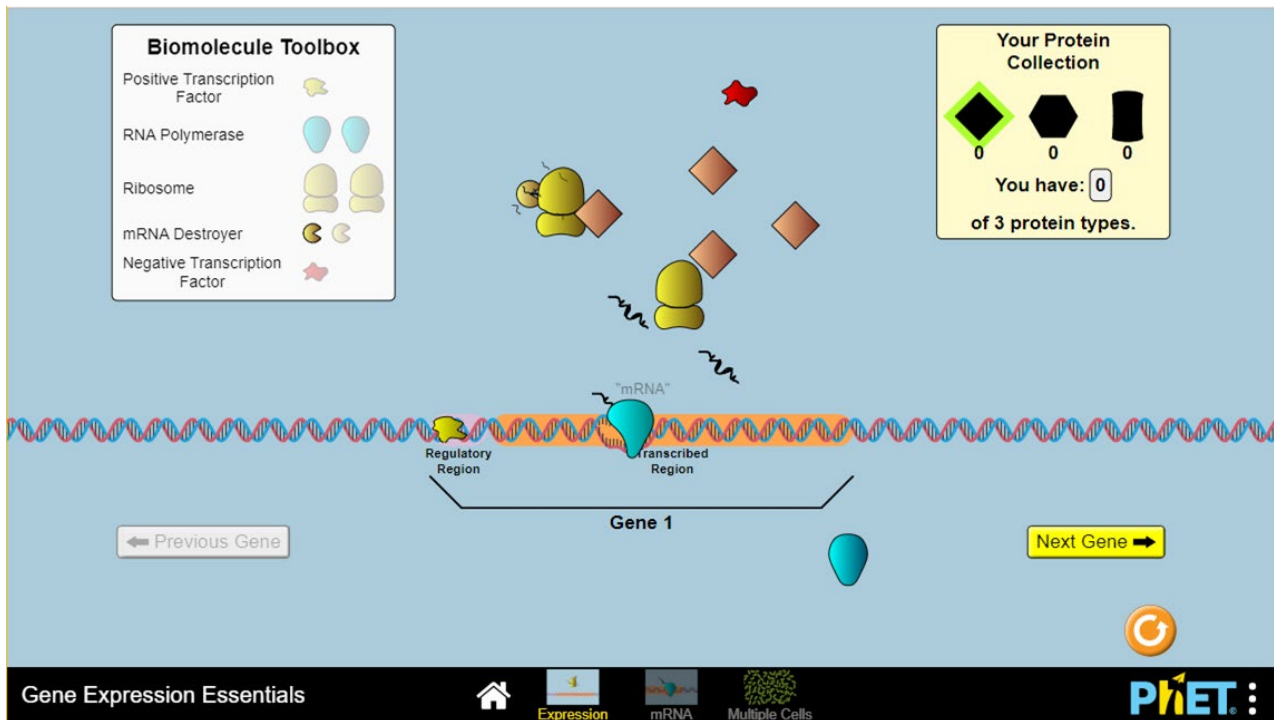 Biomolecule Toolbox
Positive Transcription
Factor
RNA Polymerase
Ribosome
mRNA Destroyer
Negative Transcription
Factor
Your Protein
Collection
0 0 0
You have: 0
of 3 protein types.
"mRNA"
Regulatory
Region
Transcribed
Region
Gene 1
Previous Gene
Next Gene
Gene Expression Essentials
Expression
mRNA
Multiple Cells
PhET